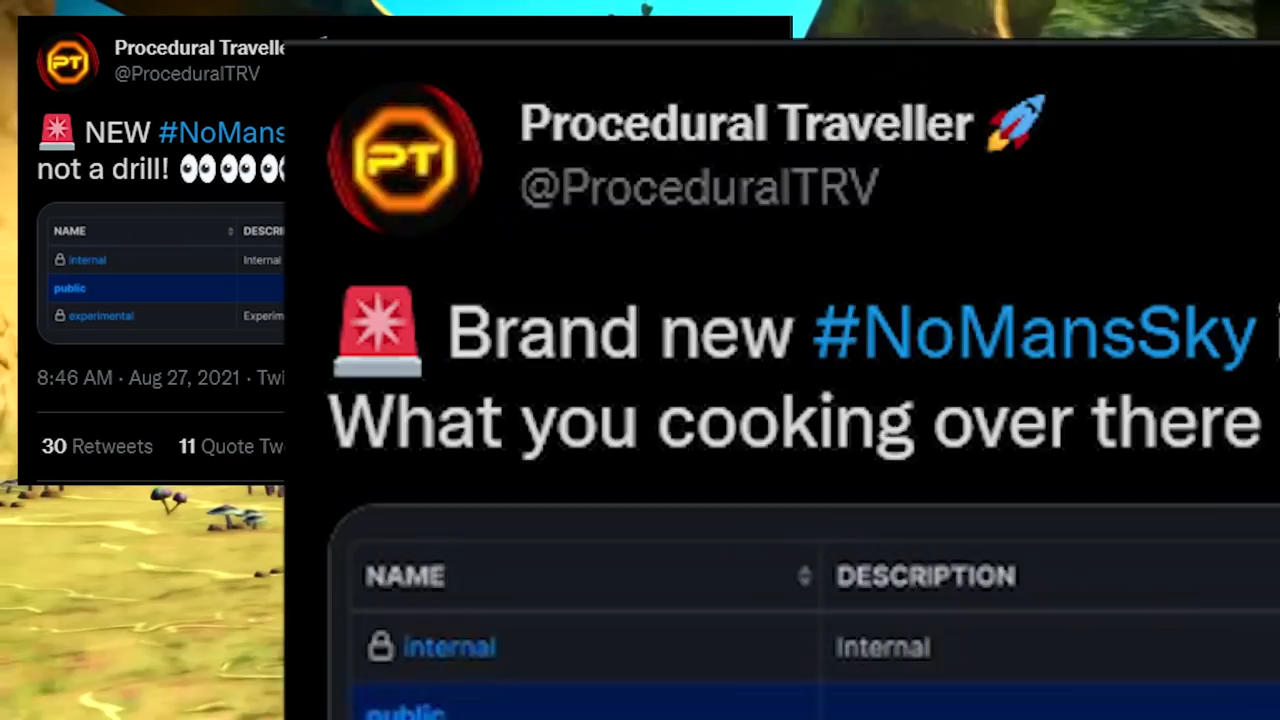 Procedural Travelle
@ProceduralTRV
NEW #NoMans
not a drill!
NAME DESCRI
internal Internal
public
experimental Experim
8:46 AM · Aug 27, 2021 · Twi
30 Retweets 11 Quote Tw
PT
Procedural Traveller
@ProceduralTRV
Brand new #NoMansSky
What you cooking over there
NAME DESCRIPTION
internal Internal
public